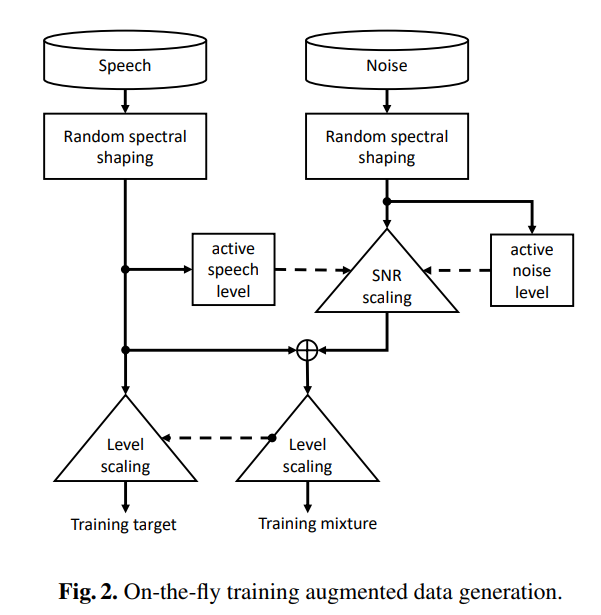 Speech
Noise
Random spectral
shaping
Random spectral
shaping
active
speech
level
SNR
scaling
active
noise
level
Level
scaling
Level
scaling
Training target
Training mixture
Fig. 2. On-the-fly training augmented data generation.